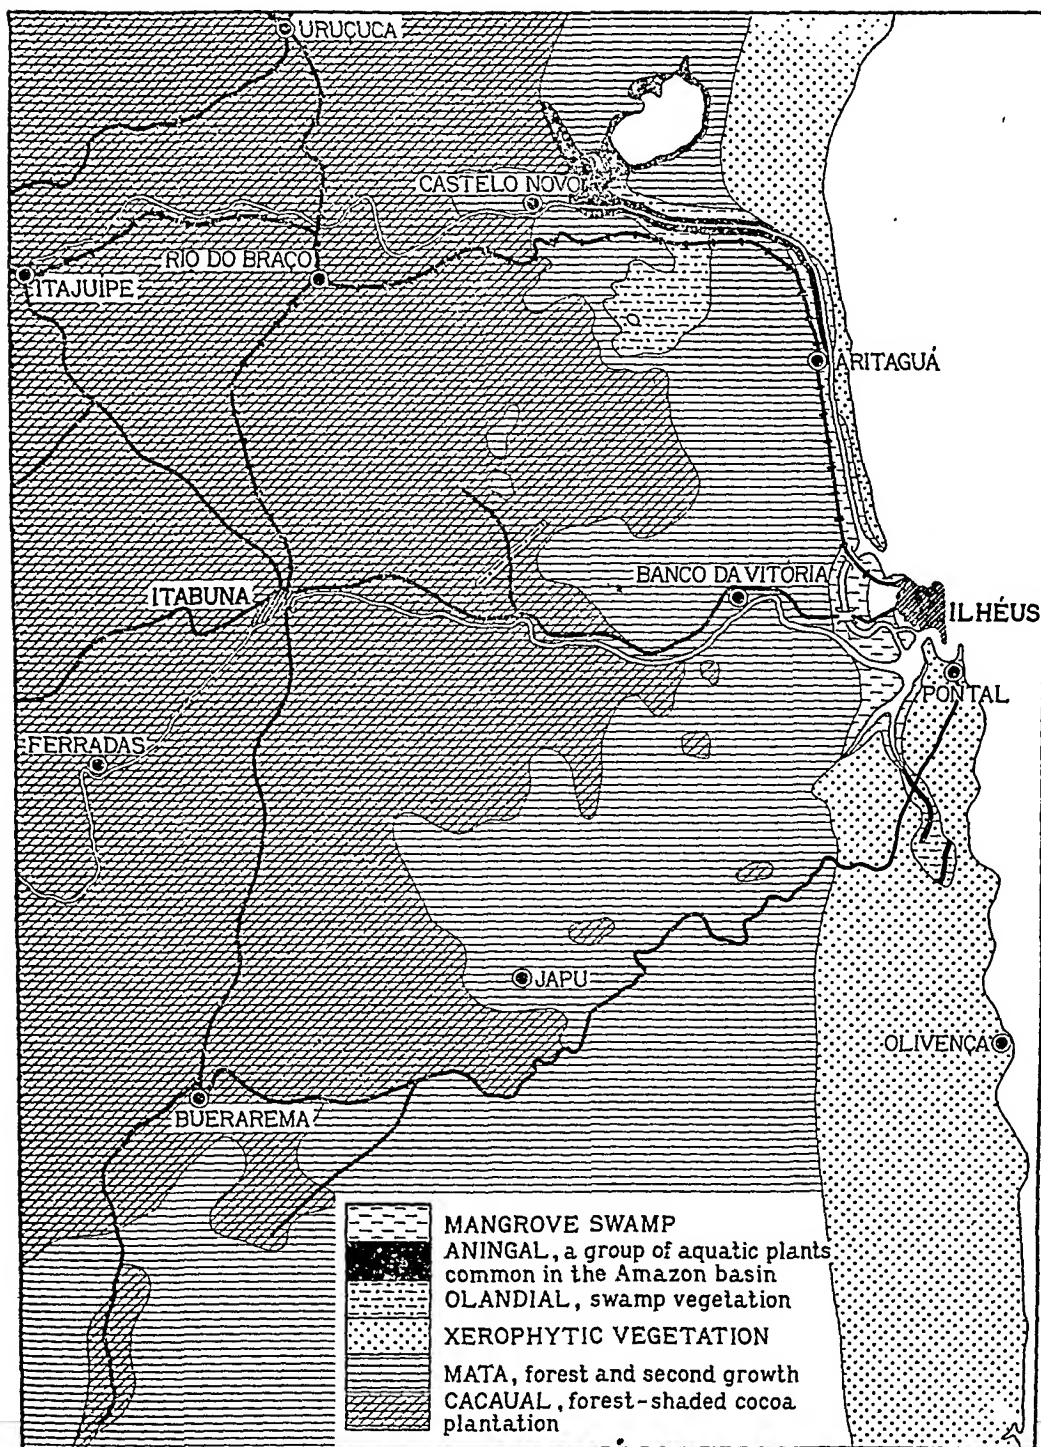 URUÇUCA
CASTELO NOVO
RIO DO BRAÇO
ITAJUÍPE
ARITAGUÁ
BANCO DA VITÓRIA
ITABUNA
ILHÉUS
PONTAL
FERRADAS
JAPU
OLIVENÇA
BUERAREMA
MANGROVE SWAMP
ANINGAL, a group of aquatic plants
common in the Amazon basin
OLANDIAL, swamp vegetation
XEROPHYTIC VEGETATION
MATA, forest and second growth
CACAUAL, forest-shaded cocoa
plantation